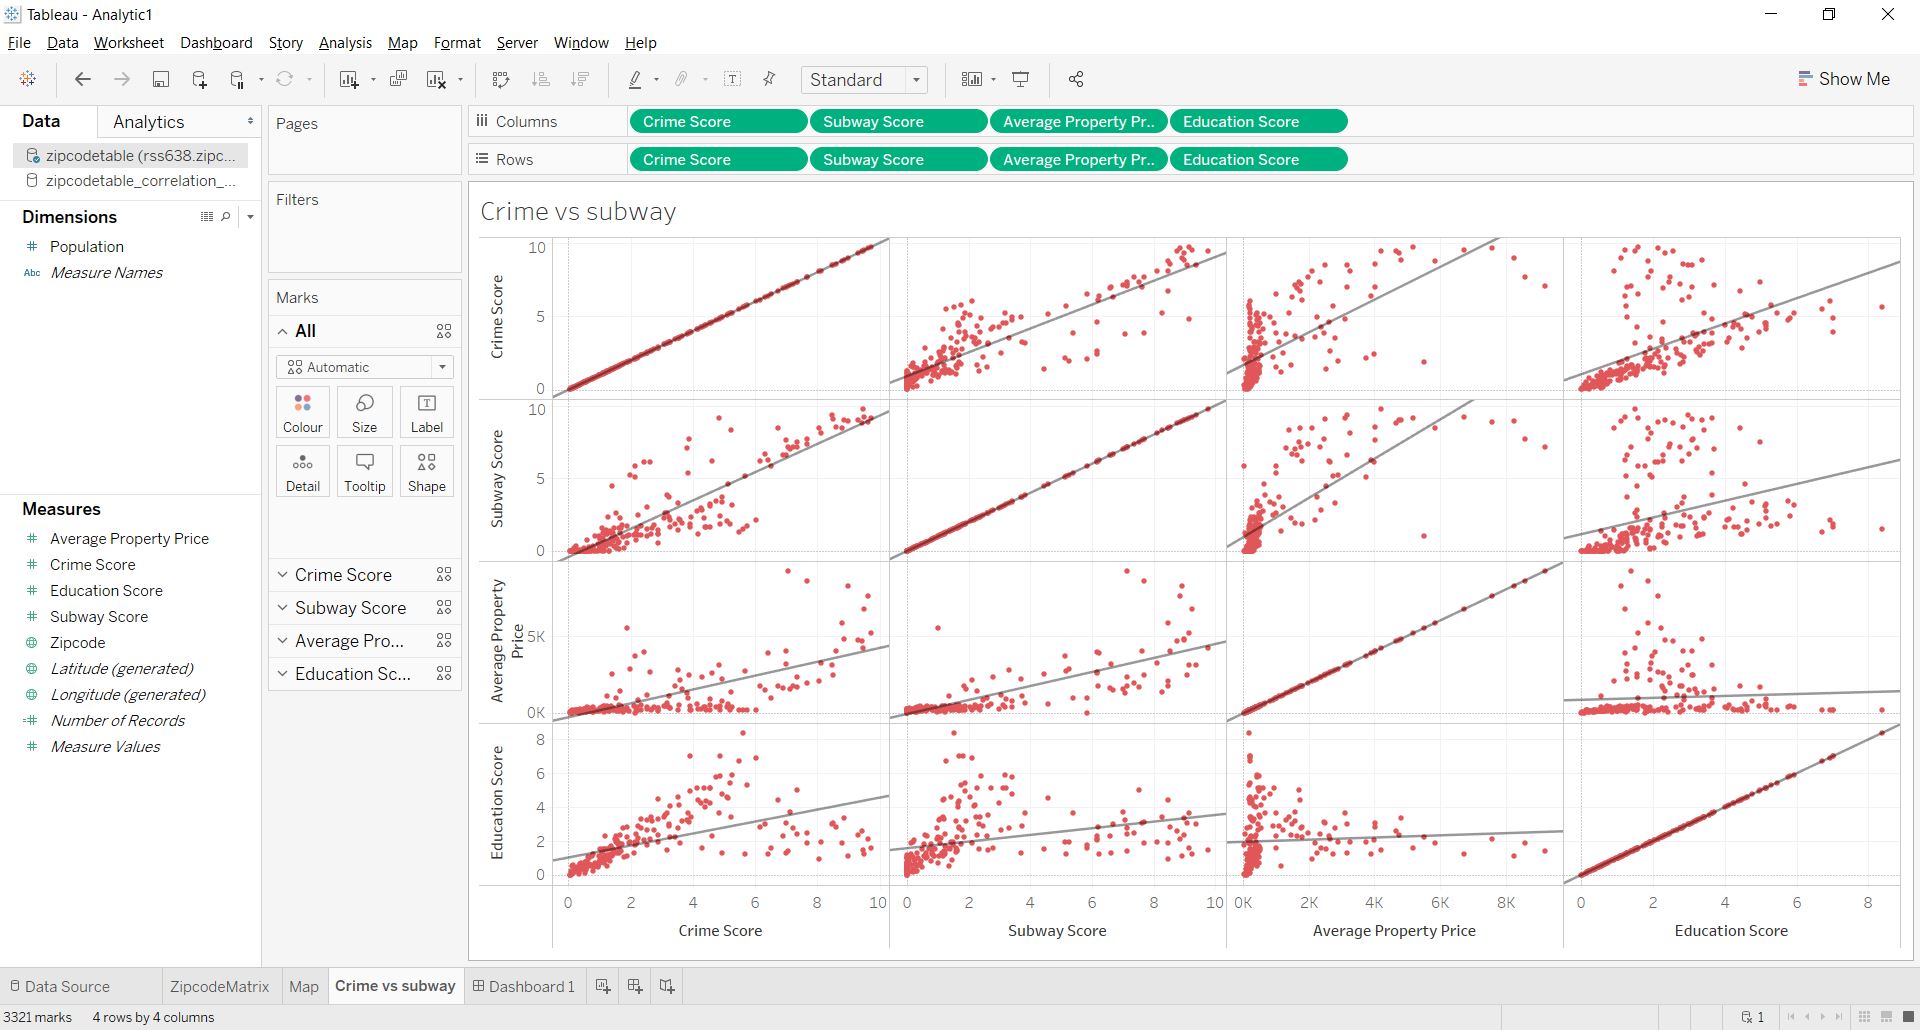 Tableau - Analytic1
File Data Worksheet Dashboard Story Analysis Map Format Server Window Help
Standard
Show Me
Data Analytics
zipcodetable (rss638.zipc...
zipcodetable_correlation_...
Dimensions
# Population
Abc Measure Names
Measures
# Average Property Price
# Crime Score
# Education Score
# Subway Score
Zipcode
Latitude (generated)
Longitude (generated)
=# Number of Records
# Measure Values
Pages
Filters
Marks
All
Automatic
Colour Size Label
Detail Tooltip Shape
Crime Score
Subway Score
Average Pro...
Education Sc...
Columns Crime Score Subway Score Average Property Pr.. Education Score
Rows Crime Score Subway Score Average Property Pr.. Education Score
Crime vs subway
Crime Score
10
5
0
Subway Score
10
5
0
Average Property
Price
5K
0K
Education Score
8
6
4
2
0
0 2 4 6 8 10 0 2 4 6 8 10 0K 2K 4K 6K 8K 0 2 4 6 8
Crime Score Subway Score Average Property Price Education Score
Data Source ZipcodeMatrix Map Crime vs subway Dashboard 1
3321 marks 4 rows by 4 columns 1